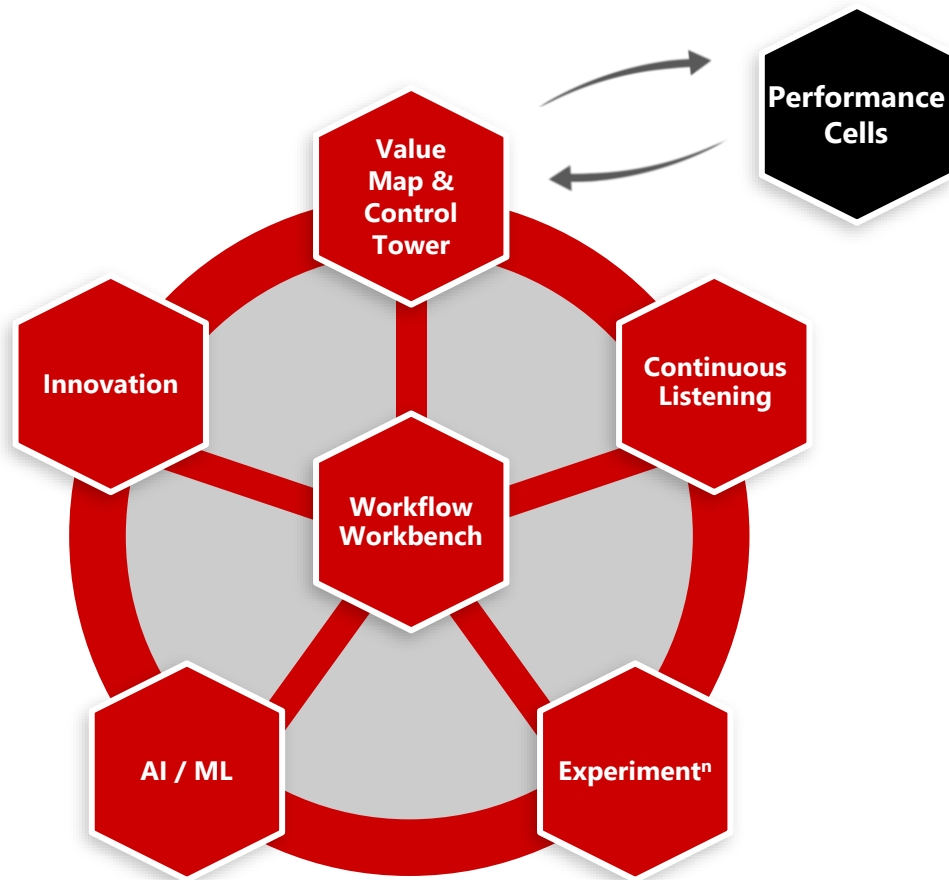 Performance
Cells
Value
Map &
Control
Tower
Innovation
Continuous
Listening
Workflow
Workbench
AI / ML
Experimentⁿ